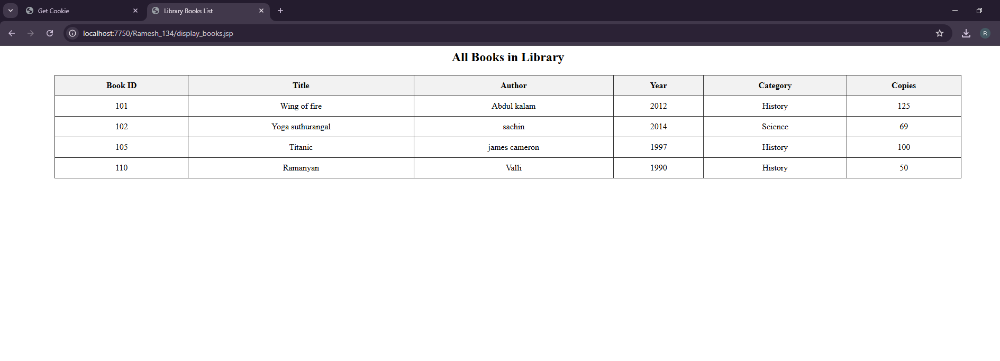 Get Cookie
Library Books List
localhost:7750/Ramesh_134/display_books.jsp
R
All Books in Library
Book ID Title Author Year Category Copies
101 Wing of fire Abdul kalam 2012 History 125
102 Yoga suthurangal sachin 2014 Science 69
105 Titanic james cameron 1997 History 100
110 Ramanyan Valli 1990 History 50